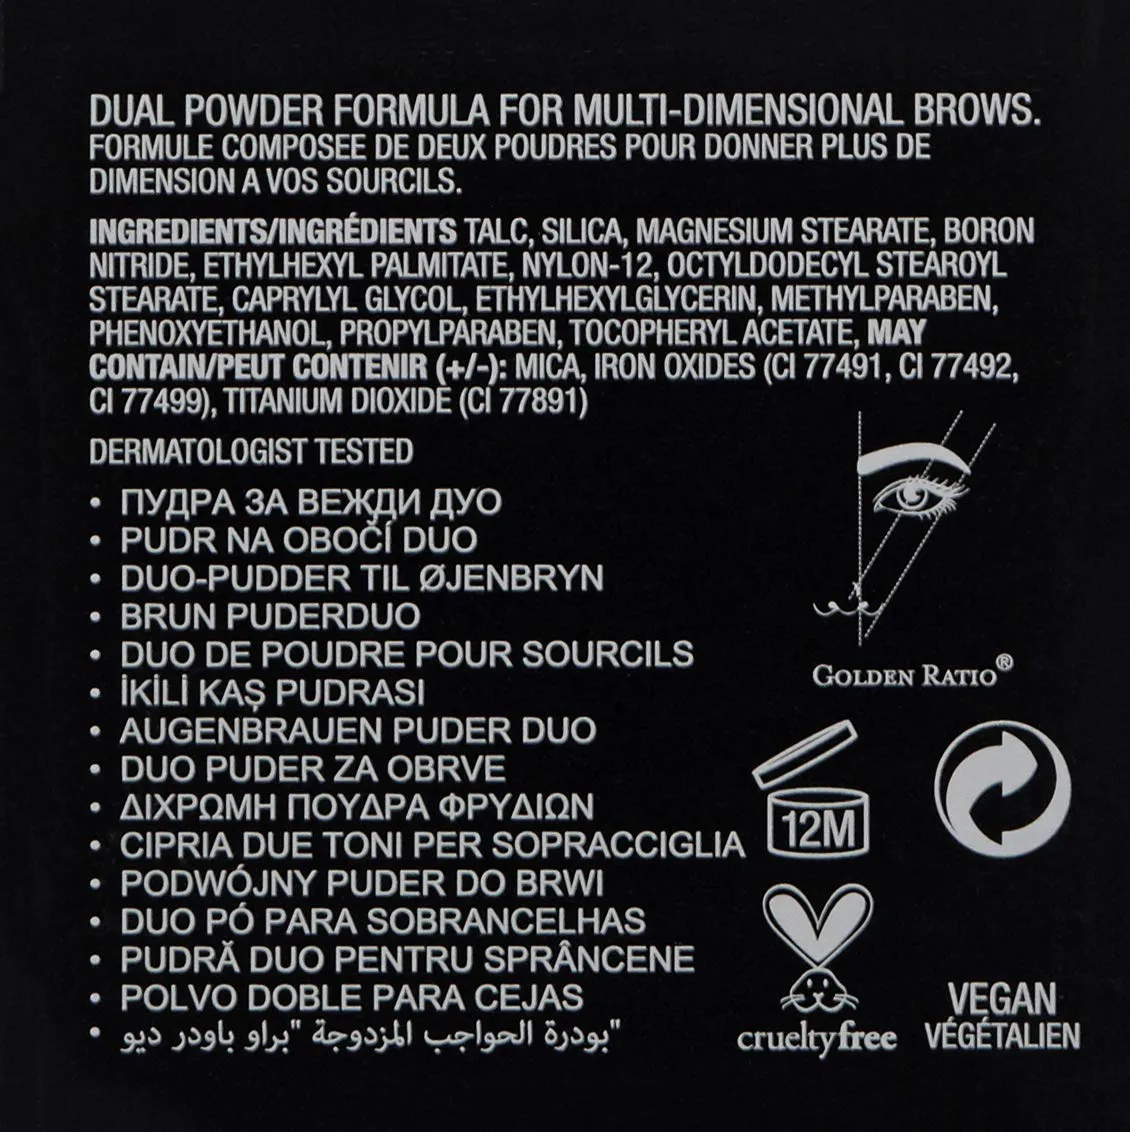 DUAL POWDER FORMULA FOR MULTI-DIMENSIONAL BROWS.
FORMULE COMPOSEE DE DEUX POUDRES POUR DONNER PLUS DE
DIMENSION A VOS SOURCILS.
INGREDIENTS/INGRÉDIENTS TALC, SILICA, MAGNESIUM STEARATE, BORON
NITRIDE, ETHYLHEXYL PALMITATE, NYLON-12, OCTYLDODECYL STEAROYL
STEARATE, CAPRYLYL GLYCOL, ETHYLHEXYLGLYCERIN, METHYLPARABEN,
PHENOXYETHANOL, PROPYLPARABEN, TOCOPHERYL ACETATE, MAY
CONTAIN/PEUT CONTENIR (+/-): MICA, IRON OXIDES (CI 77491, CI 77492,
CI 77499), TITANIUM DIOXIDE (CI 77891)
DERMATOLOGIST TESTED
• ПУДРА ЗА ВЕЖДИ ДУО
• PUDR NA OBOČÍ DUO
• DUO-PUDDER TIL ØJENBRYN
• BRUN PUDERDUO
• DUO DE POUDRE POUR SOURCILS
• İKİLİ KAŞ PUDRASI
• AUGENBRAUEN PUDER DUO
• DUO PUDER ZA OBRVE
• ΔΙΧΡΩΜΗ ΠΟΥΔΡΑ ΦΡΥΔΙΩΝ
• CIPRIA DUE TONI PER SOPRACCIGLIA
• PODWÓJNY PUDER DO BRWI
• DUO PÓ PARA SOBRANCELHAS
• PUDRĂ DUO PENTRU SPRÂNCENE
• POLVO DOBLE PARA CEJAS
• "بودرة الحواجب المزدوجة "براو باودر ديو
GOLDEN RATIO®
12M
crueltyfree
VEGAN
VÉGÉTALIEN